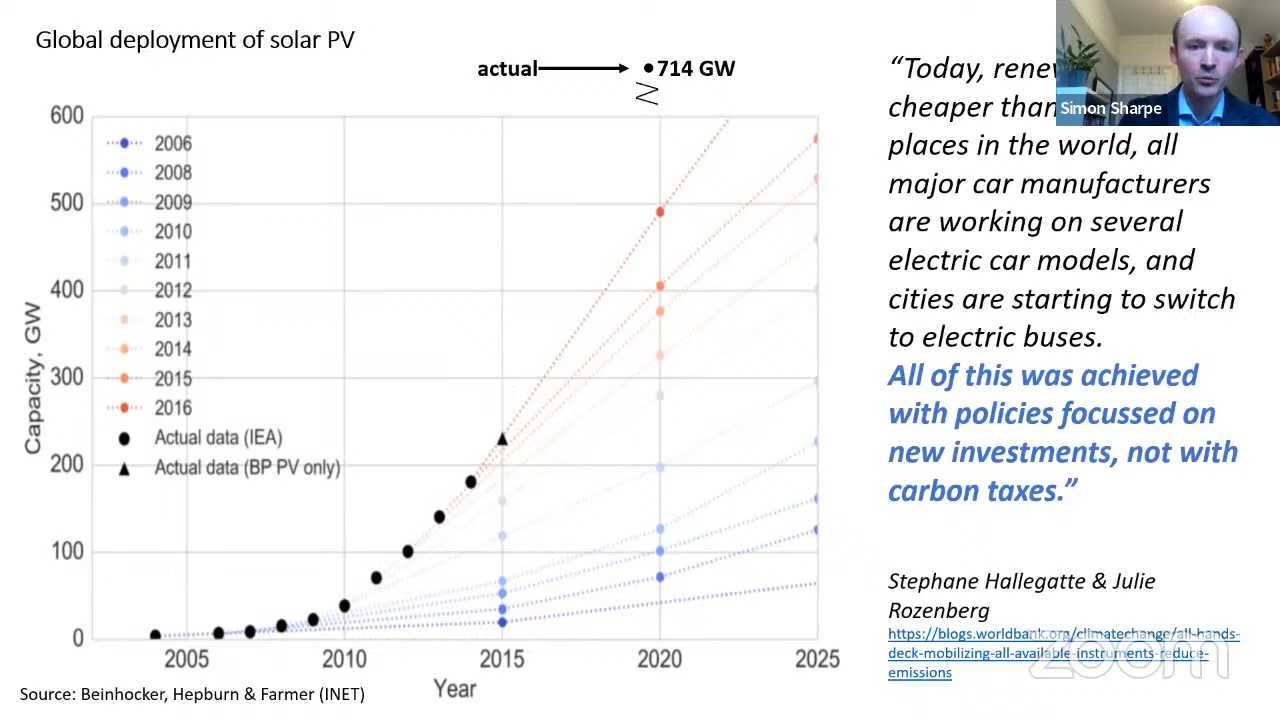 Global deployment of solar PV
actual
714 GW
600
500
400
300
200
100
0
Capacity, GW
2006
2008
2009
2010
2011
2012
2013
2014
2015
2016
Actual data (IEA)
Actual data (BP PV only)
2005
2010
2015
2020
2025
Year
Source: Beinhocker, Hepburn & Farmer (INET)
Simon Sharpe
“Today,
cheaper than
places in the world, all
major car manufacturers
are working on several
electric car models, and
cities are starting to switch
to electric buses.
All of this was achieved
with policies focussed on
new investments, not with
carbon taxes.”
Stephane Hallegatte & Julie
Rozenberg
https://blogs.worldbank.org/climatechange/all-hands-
deck-mobilizing-all-available-instruments-reduce-
emissions
zoom